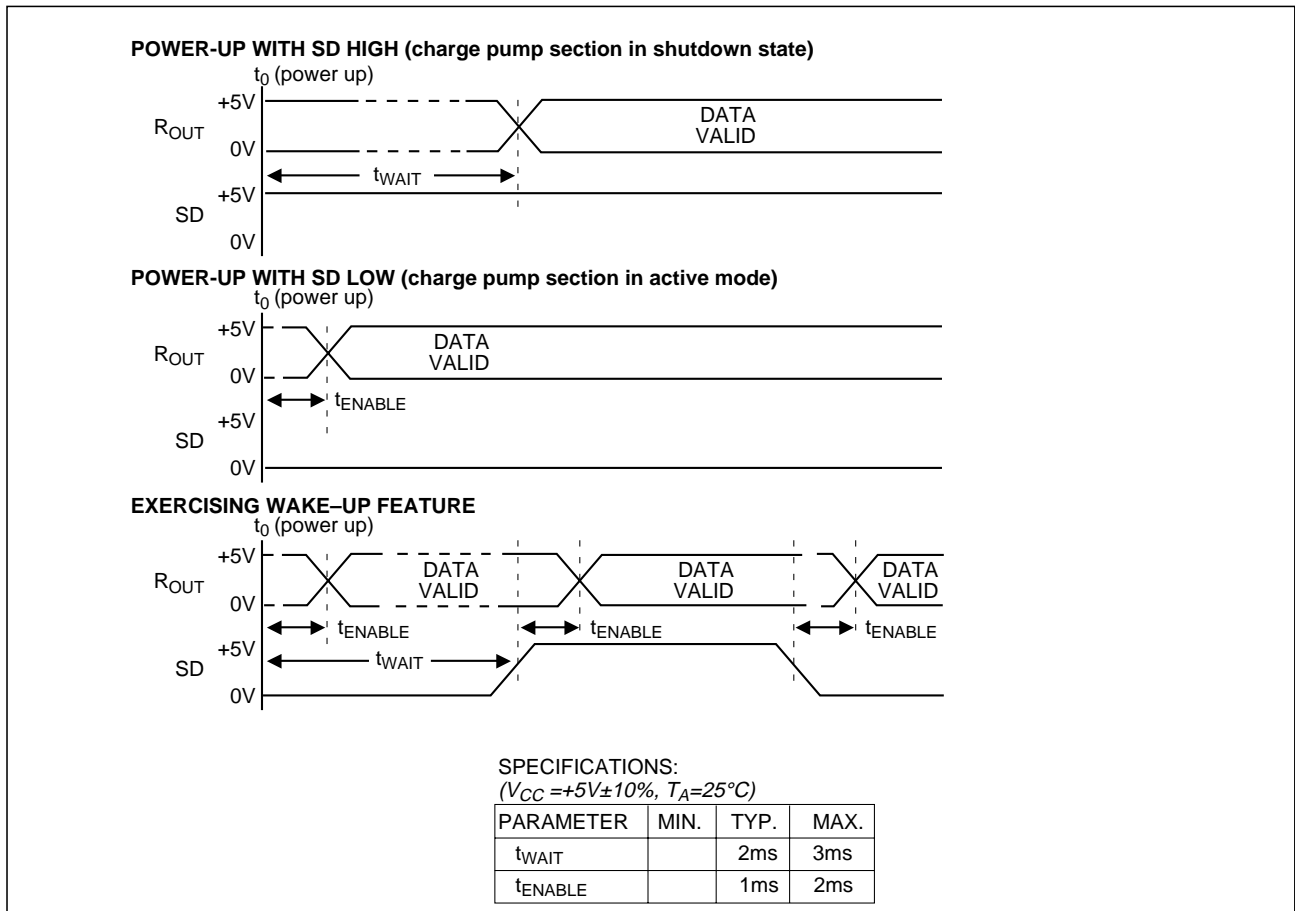 POWER-UP WITH SD HIGH (charge pump section in shutdown state)
t0 (power up)
+5V
ROUT
DATA
VALID
0V
tWAIT
+5V
SD
0V
POWER-UP WITH SD LOW (charge pump section in active mode)
t0 (power up)
+5V
ROUT
DATA
VALID
0V
tENABLE
+5V
SD
0V
EXERCISING WAKE–UP FEATURE
t0 (power up)
+5V
ROUT
DATA DATA DATA
VALID VALID VALID
0V
tENABLE tENABLE tENABLE
+5V
tWAIT
SD
0V
SPECIFICATIONS:
(VCC =+5V±10%, TA=25°C)
PARAMETER MIN. TYP. MAX.
tWAIT 2ms 3ms
tENABLE 1ms 2ms